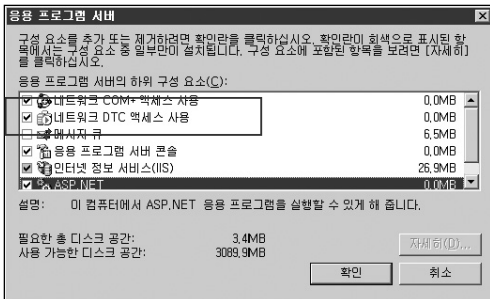 응용 프로그램 서버
구성 요소를 추가 또는 제거하려면 확인란을 클릭하십시오. 확인란이 회색으로 표시된 항
목에서는 구성 요소 중 일부만이 설치됩니다. 구성 요소에 포함된 항목을 보려면 [자세히]
를 클릭하십시오.
응용 프로그램 서버의 하위 구성 요소(C):
네트워크 COM+ 액세스 사용 0,0MB
네트워크 DTC 액세스 사용 0,0MB
메시지 큐 6,5MB
응용 프로그램 서버 콘솔 0,0MB
인터넷 정보 서비스(IIS) 26,9MB
ASP.NET 0,0MB
설명: 이 컴퓨터에서 ASP.NET 응용 프로그램을 실행할 수 있게 해 줍니다.
필요한 총 디스크 공간: 3,4MB
사용 가능한 디스크 공간: 3089,9MB
자세히(D)...
확인 취소